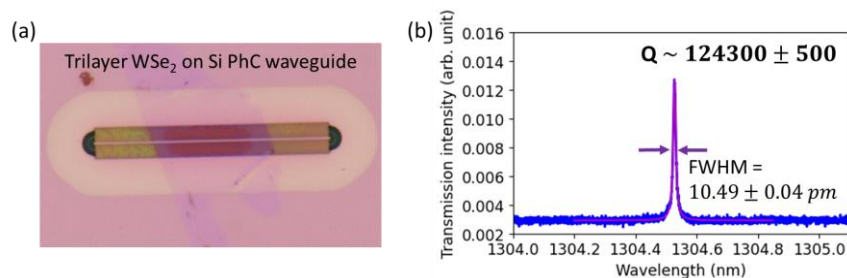 (a)
Trilayer WSe₂ on Si PhC waveguide
(b)
Transmission intensity (arb. unit)
0.016
0.014
0.012
0.010
0.008
0.006
0.004
0.002
Q ~ 124300 ± 500
FWHM =
10.49 ± 0.04 pm
1304.0 1304.2 1304.4 1304.6 1304.8 1305.0
Wavelength (nm)